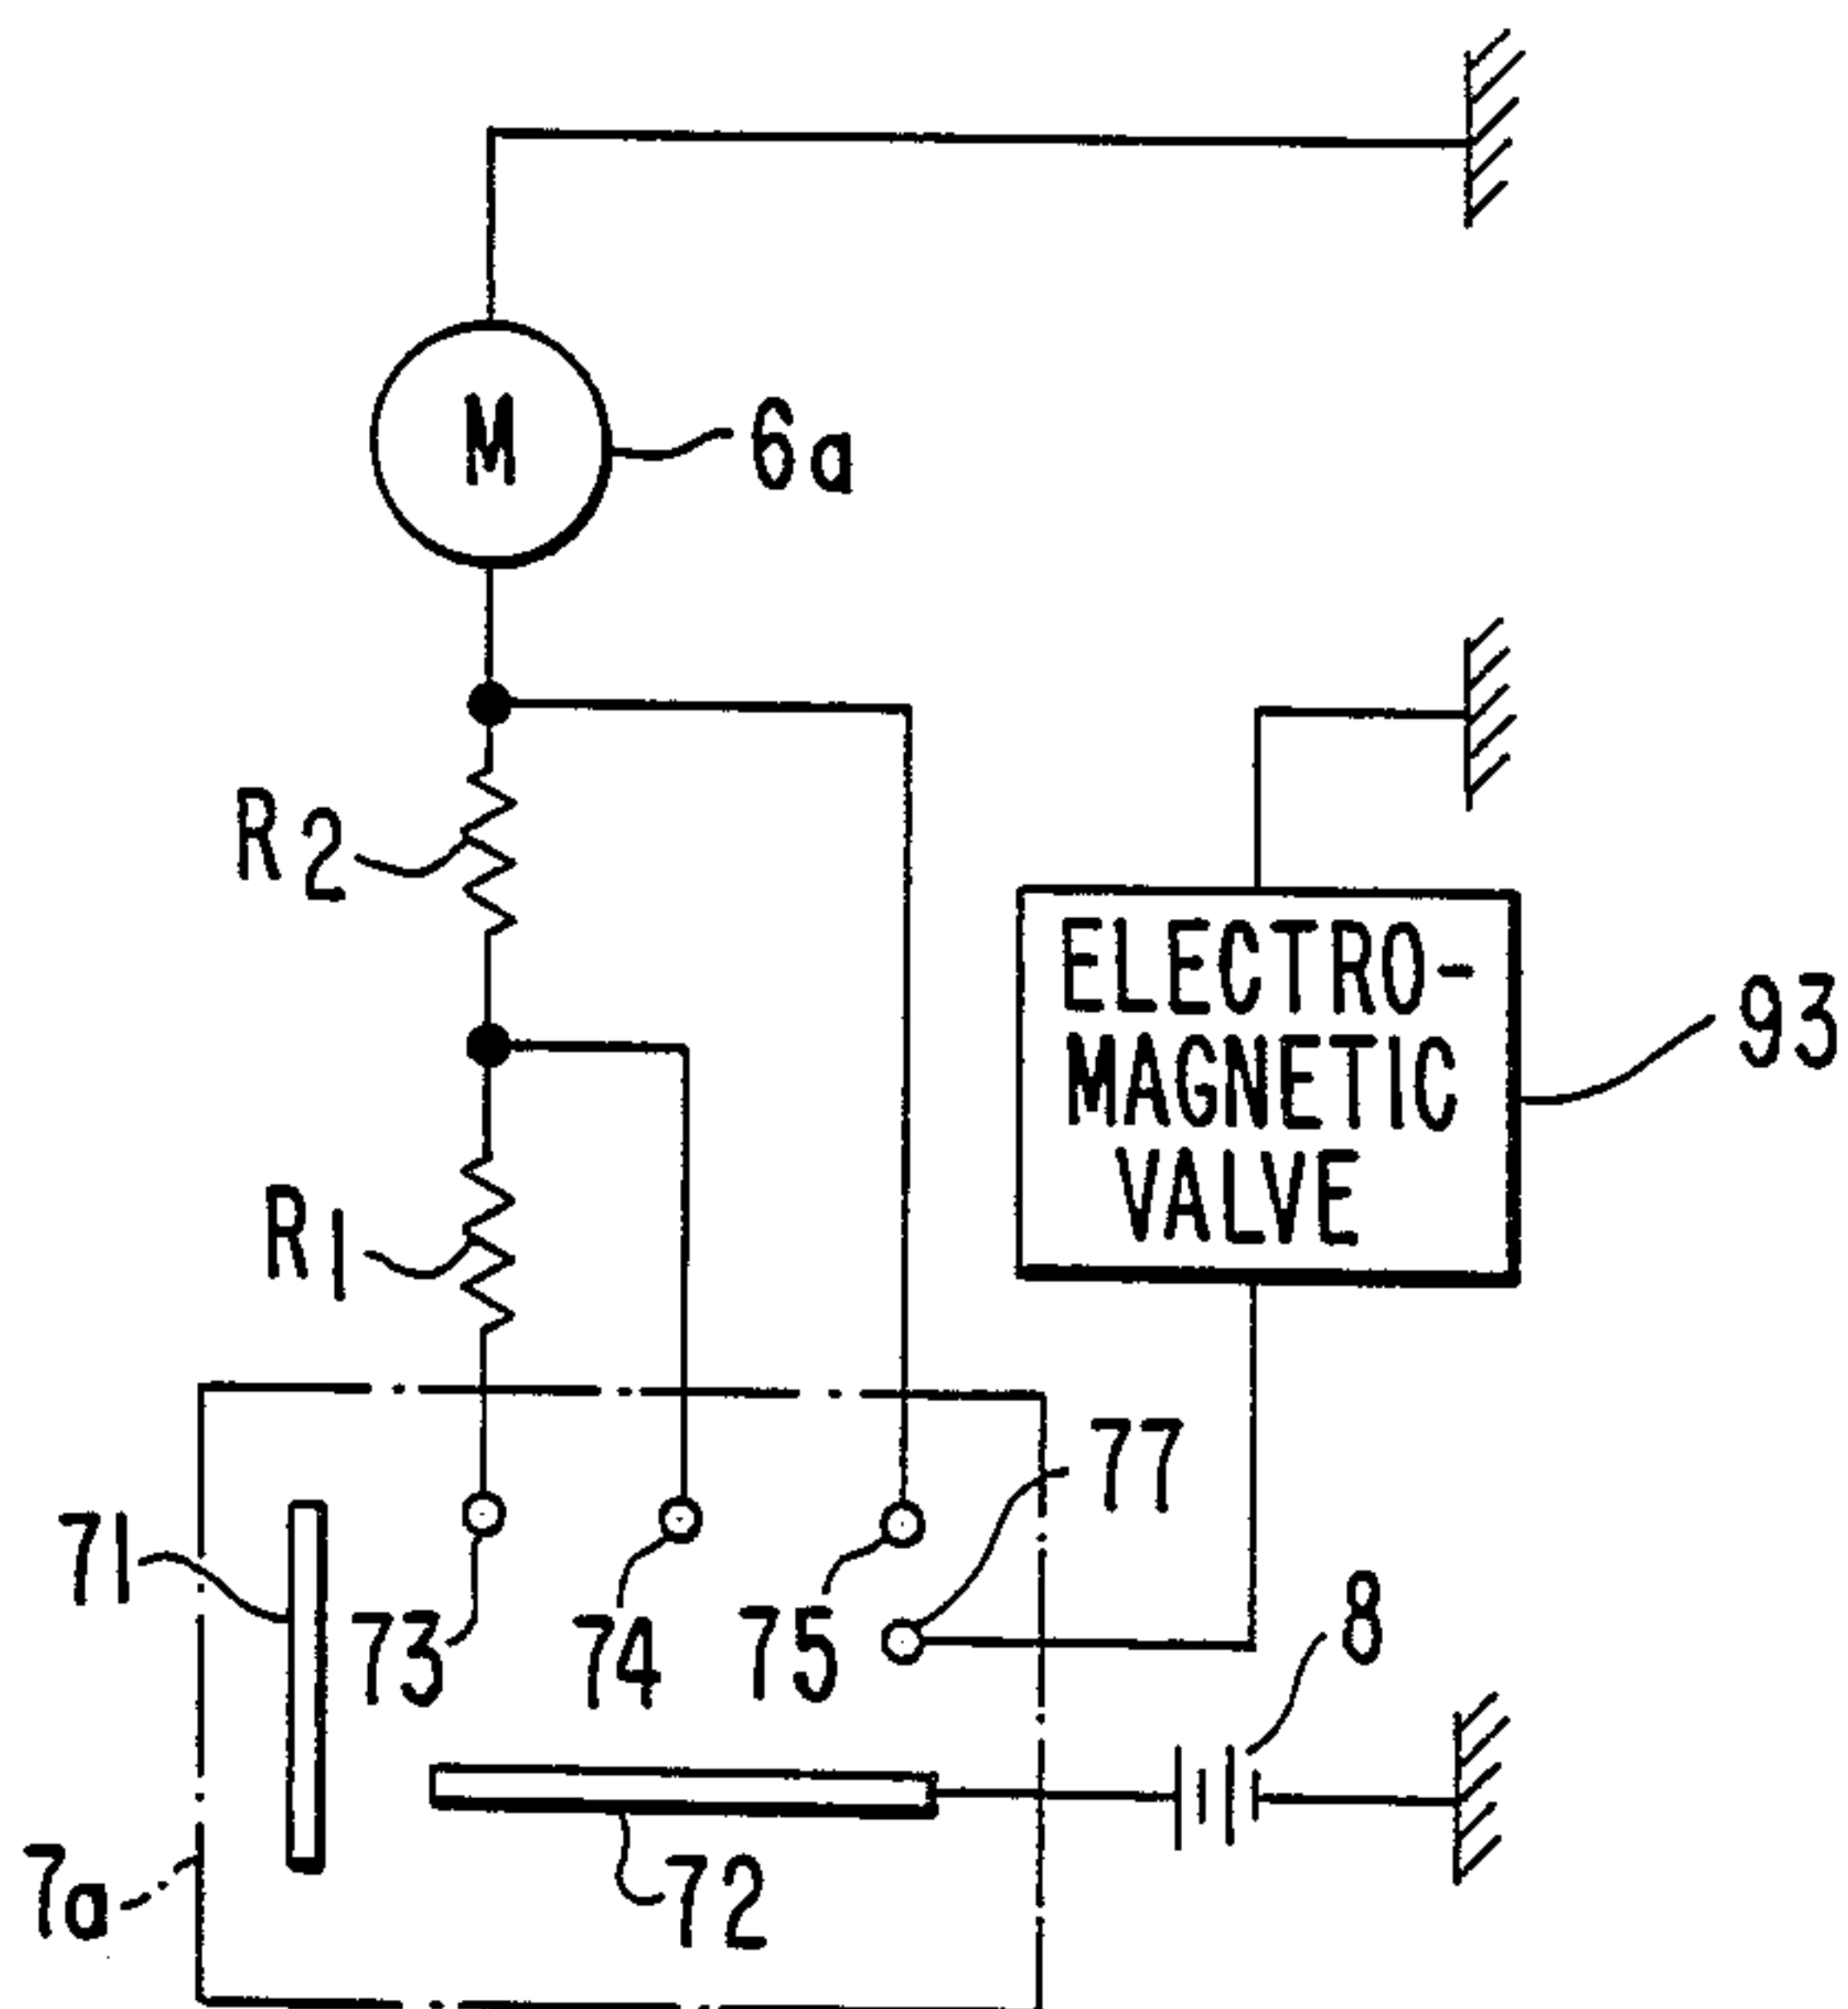 M
6a
R2
ELECTRO-
MAGNETIC
VALVE
93
R1
77
71
73
74
75
8
7a
72